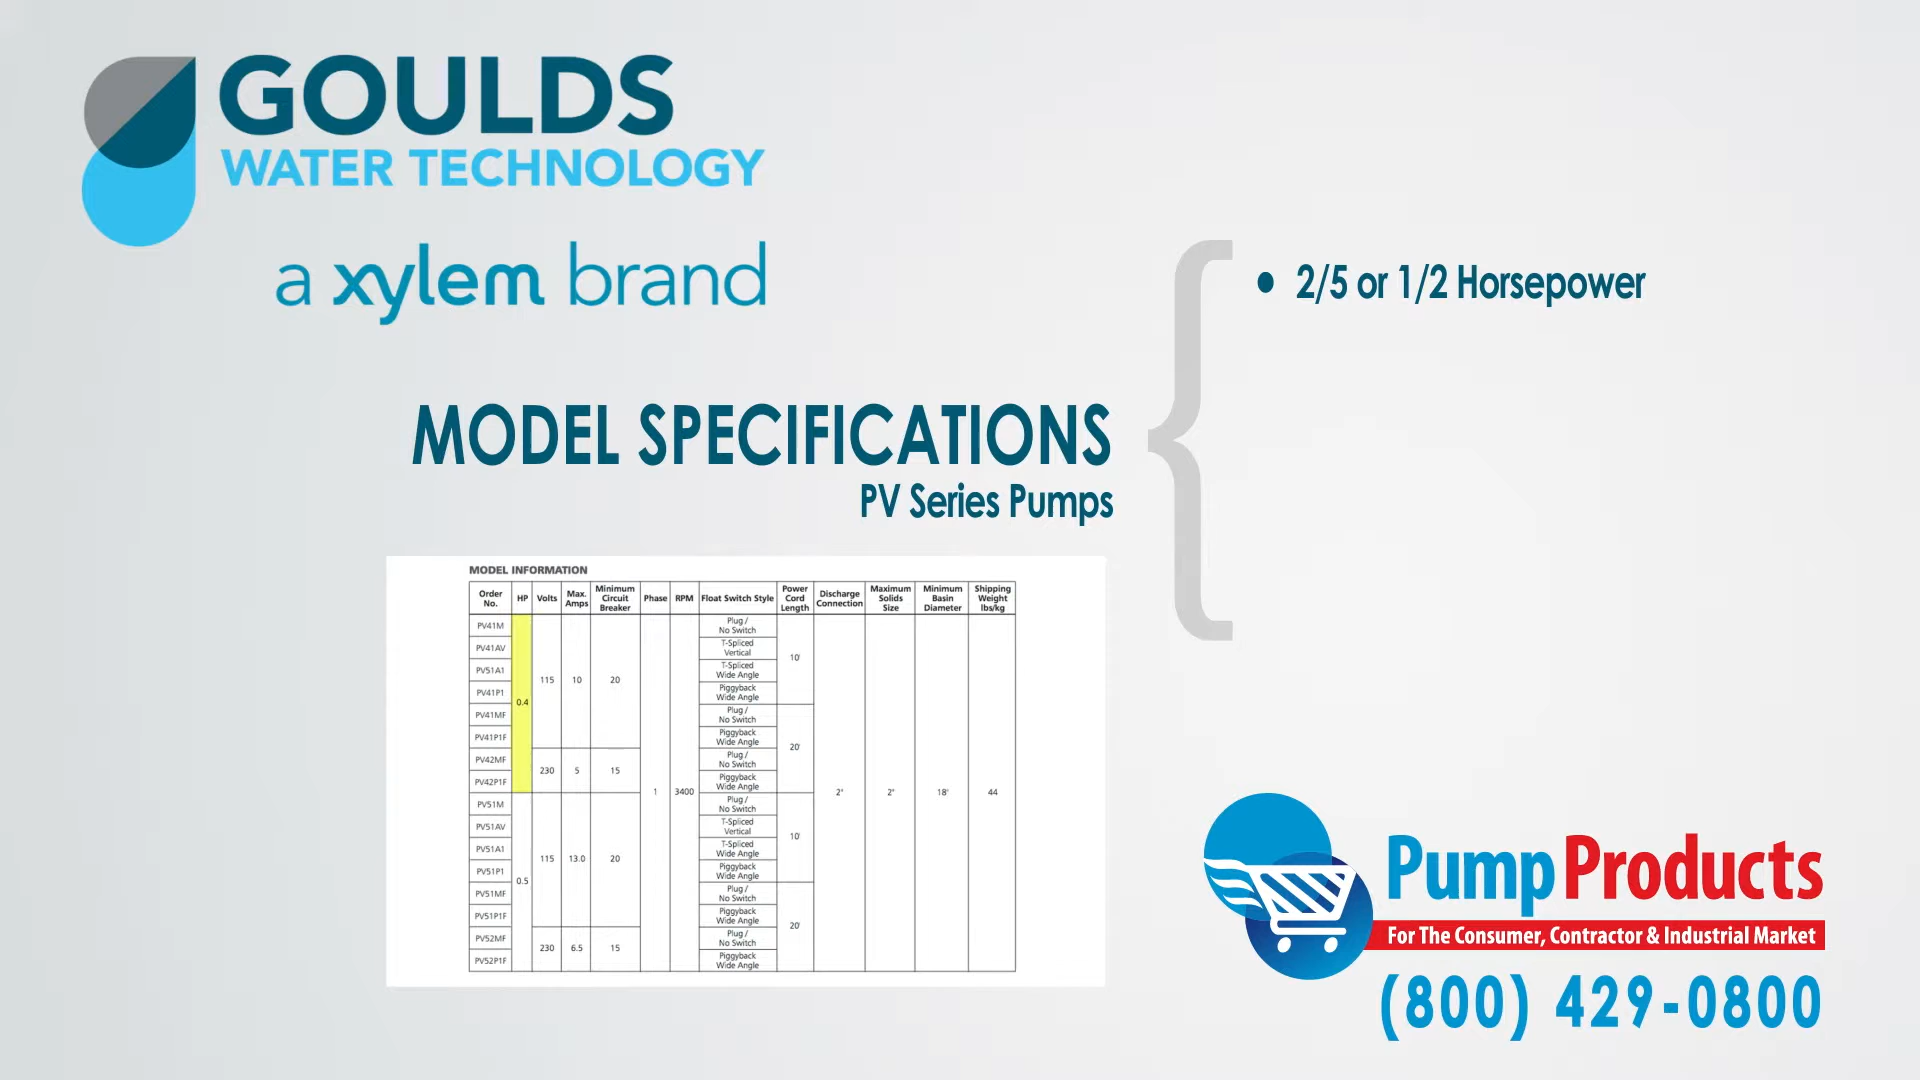 GOULDS
WATER TECHNOLOGY
a xylem brand
• 2/5 or 1/2 Horsepower
MODEL SPECIFICATIONS
PV Series Pumps
MODEL INFORMATION
Order No. HP Volts Max. Amps Minimum Circuit Breaker Phase RPM Float Switch Style Power Cord Length Discharge Connection Maximum Solids Size Minimum Basin Diameter Shipping Weight lbs/kg
PV41M 0.4 115 10 20 1 3400 Plug / No Switch 10' 2" 2" 18" 44
PV41AV T-Spliced Vertical
PV51A1 T-Spliced Wide Angle
PV41P1 Piggyback Wide Angle
PV41MF Plug / No Switch 20'
PV41P1F Piggyback Wide Angle
PV42MF 230 5 15 Plug / No Switch
PV42P1F Piggyback Wide Angle
PV51M 0.5 115 13.0 20 Plug / No Switch 10'
PV51AV T-Spliced Vertical
PV51A1 T-Spliced Wide Angle
PV51P1 Piggyback Wide Angle
PV51MF Plug / No Switch 20'
PV51P1F Piggyback Wide Angle
PV52MF 230 6.5 15 Plug / No Switch
PV52P1F Piggyback Wide Angle
Pump Products
For The Consumer, Contractor & Industrial Market
(800) 429-0800